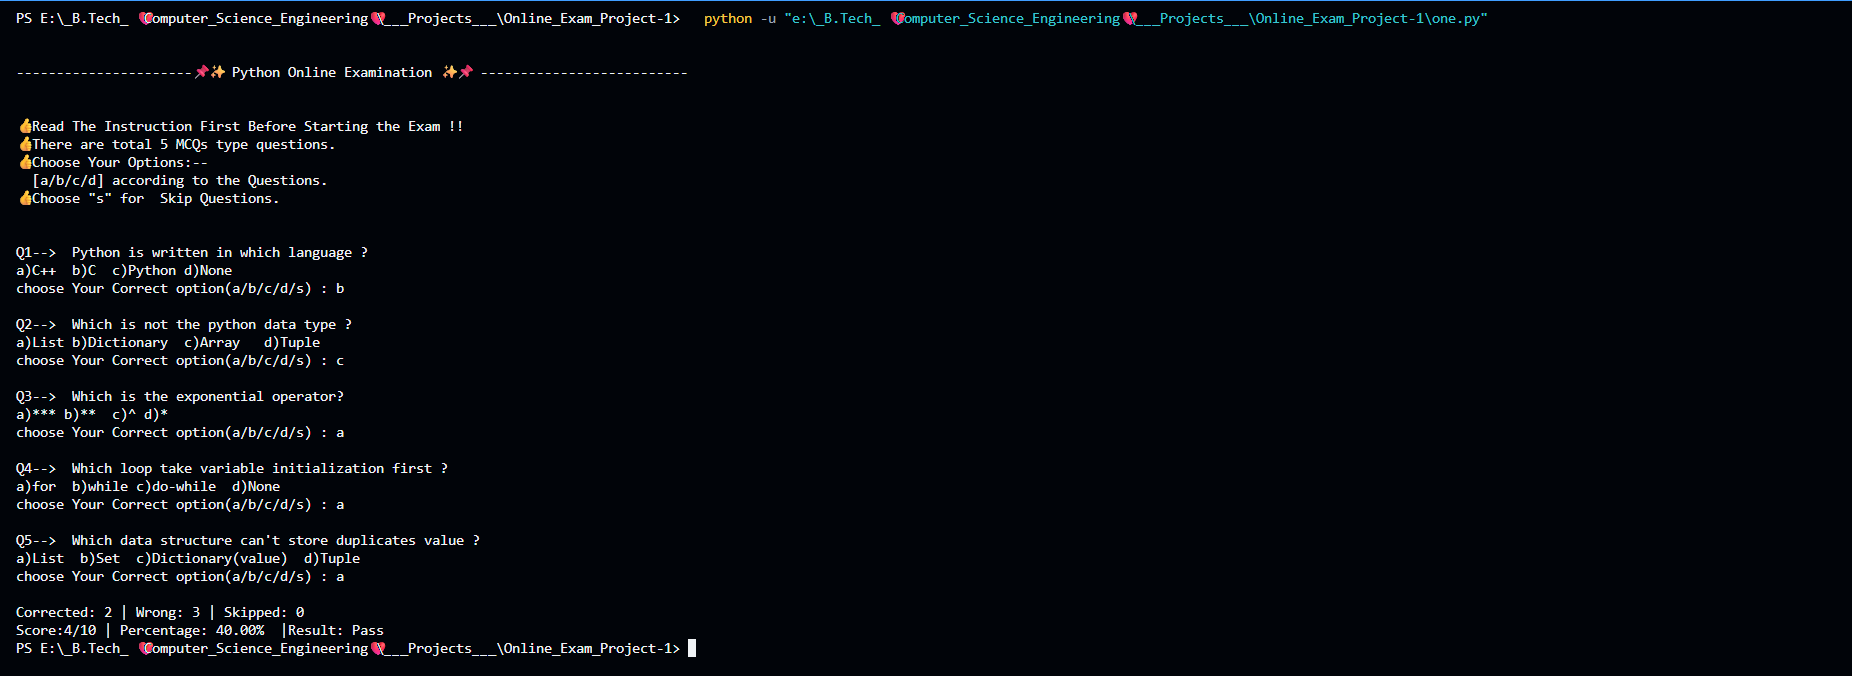 PS E:\_B.Tech_ 💔Computer_Science_Engineering💔\___Projects___\Online_Exam_Project-1> python -u "e:\_B.Tech_ 💔Computer_Science_Engineering💔\___Projects___\Online_Exam_Project-1\one.py"
----------------------📌✨ Python Online Examination ✨📌 --------------------------
👍Read The Instruction First Before Starting the Exam !!
👍There are total 5 MCQs type questions.
👍Choose Your Options:--
[a/b/c/d] according to the Questions.
👍Choose "s" for  Skip Questions.
Q1-->  Python is written in which language ?
a)C++  b)C  c)Python d)None
choose Your Correct option(a/b/c/d/s) : b
Q2-->  Which is not the python data type ?
a)List b)Dictionary  c)Array   d)Tuple
choose Your Correct option(a/b/c/d/s) : c
Q3-->  Which is the exponential operator?
a)*** b)**  c)^ d)*
choose Your Correct option(a/b/c/d/s) : a
Q4-->  Which loop take variable initialization first ?
a)for  b)while c)do-while  d)None
choose Your Correct option(a/b/c/d/s) : a
Q5-->  Which data structure can't store duplicates value ?
a)List  b)Set  c)Dictionary(value)  d)Tuple
choose Your Correct option(a/b/c/d/s) : a
Corrected: 2 | Wrong: 3 | Skipped: 0
Score:4/10 | Percentage: 40.00%  |Result: Pass
PS E:\_B.Tech_ 💔Computer_Science_Engineering💔\___Projects___\Online_Exam_Project-1>